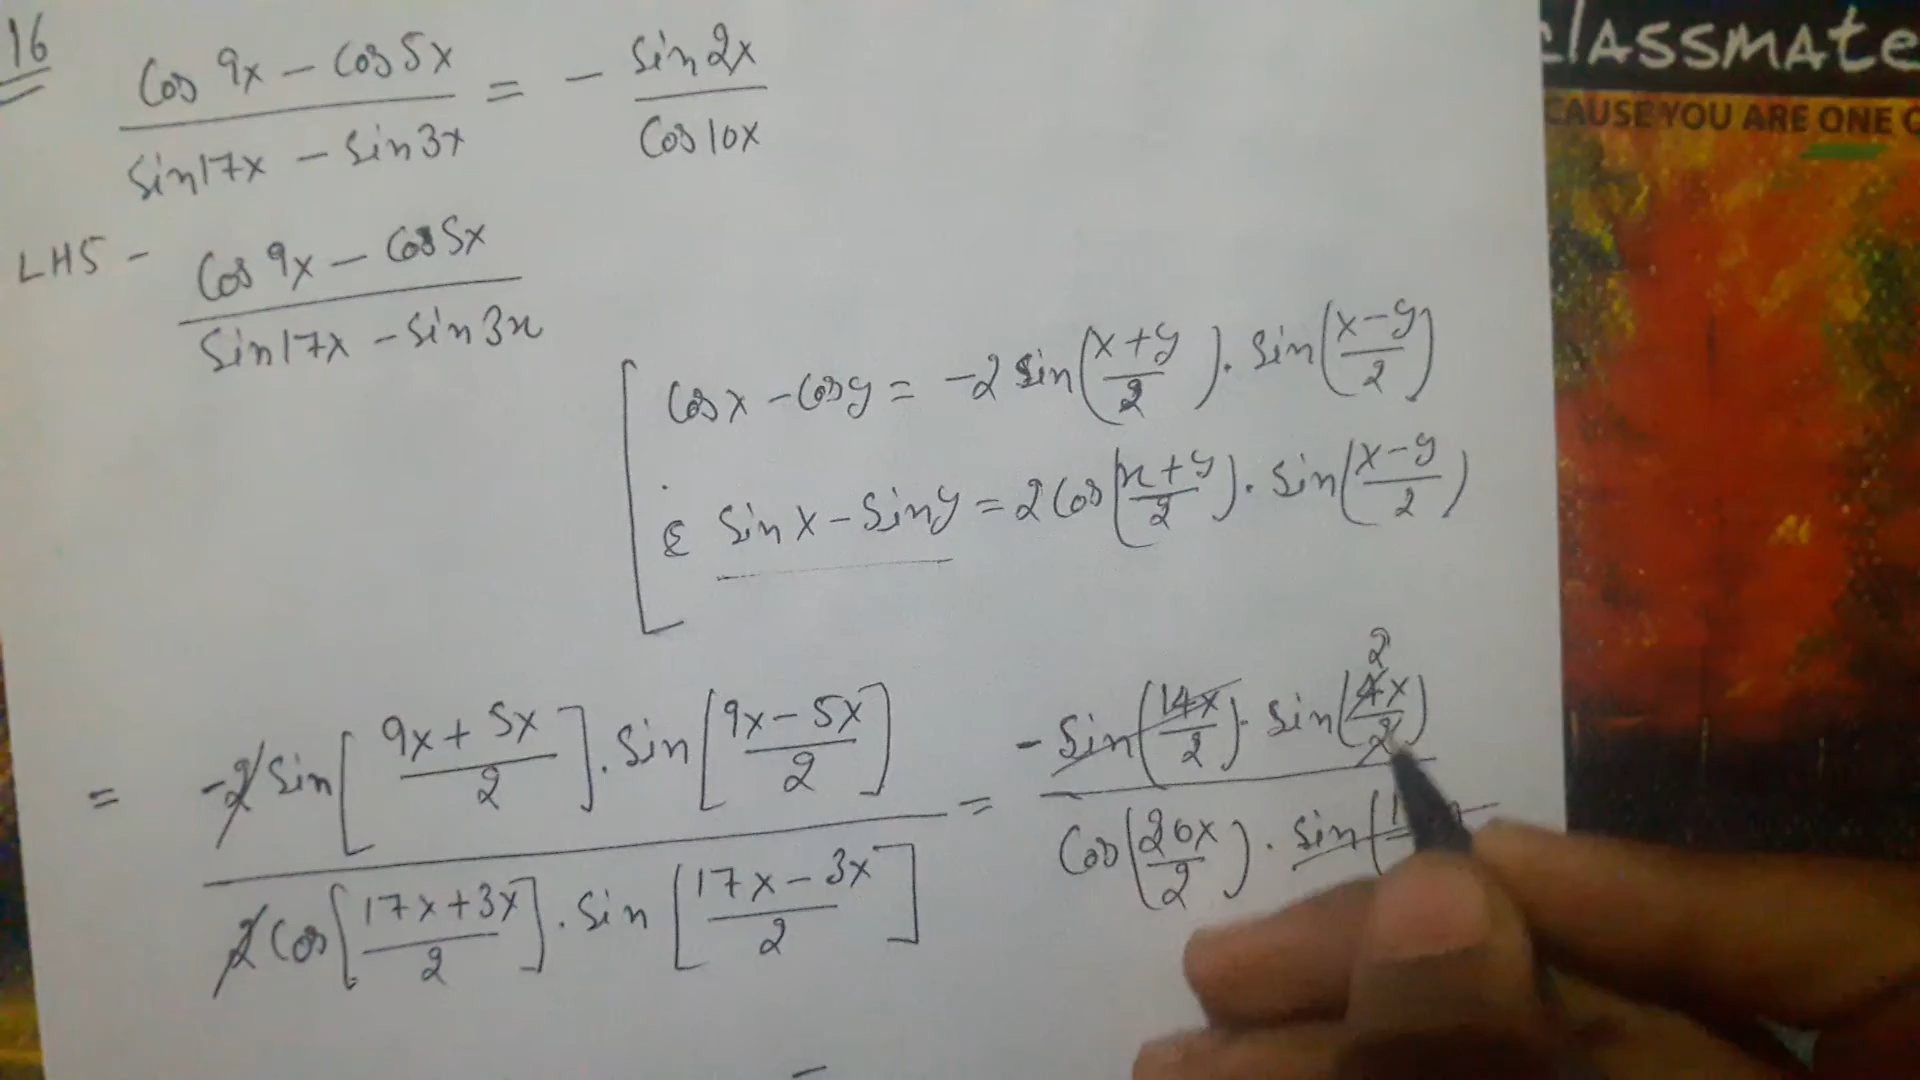 16
cos 9x - cos 5x / sin 17x - sin 3x = - sin 2x / cos 10x
LHS - cos 9x - cos 5x / sin 17x - sin 3x
cos x - cos y = -2 sin(x+y / 2) . sin(x-y / 2)
& sin x - sin y = 2 cos(x+y / 2) . sin(x-y / 2)
= -2 sin[9x + 5x / 2] . sin[9x - 5x / 2] / 2 cos[17x + 3x / 2] . sin[17x - 3x / 2] = - sin(14x / 2) . sin(4x / 2) 2 / cos(20x / 2) . sin(
classmate
CAUSE YOU ARE ONE